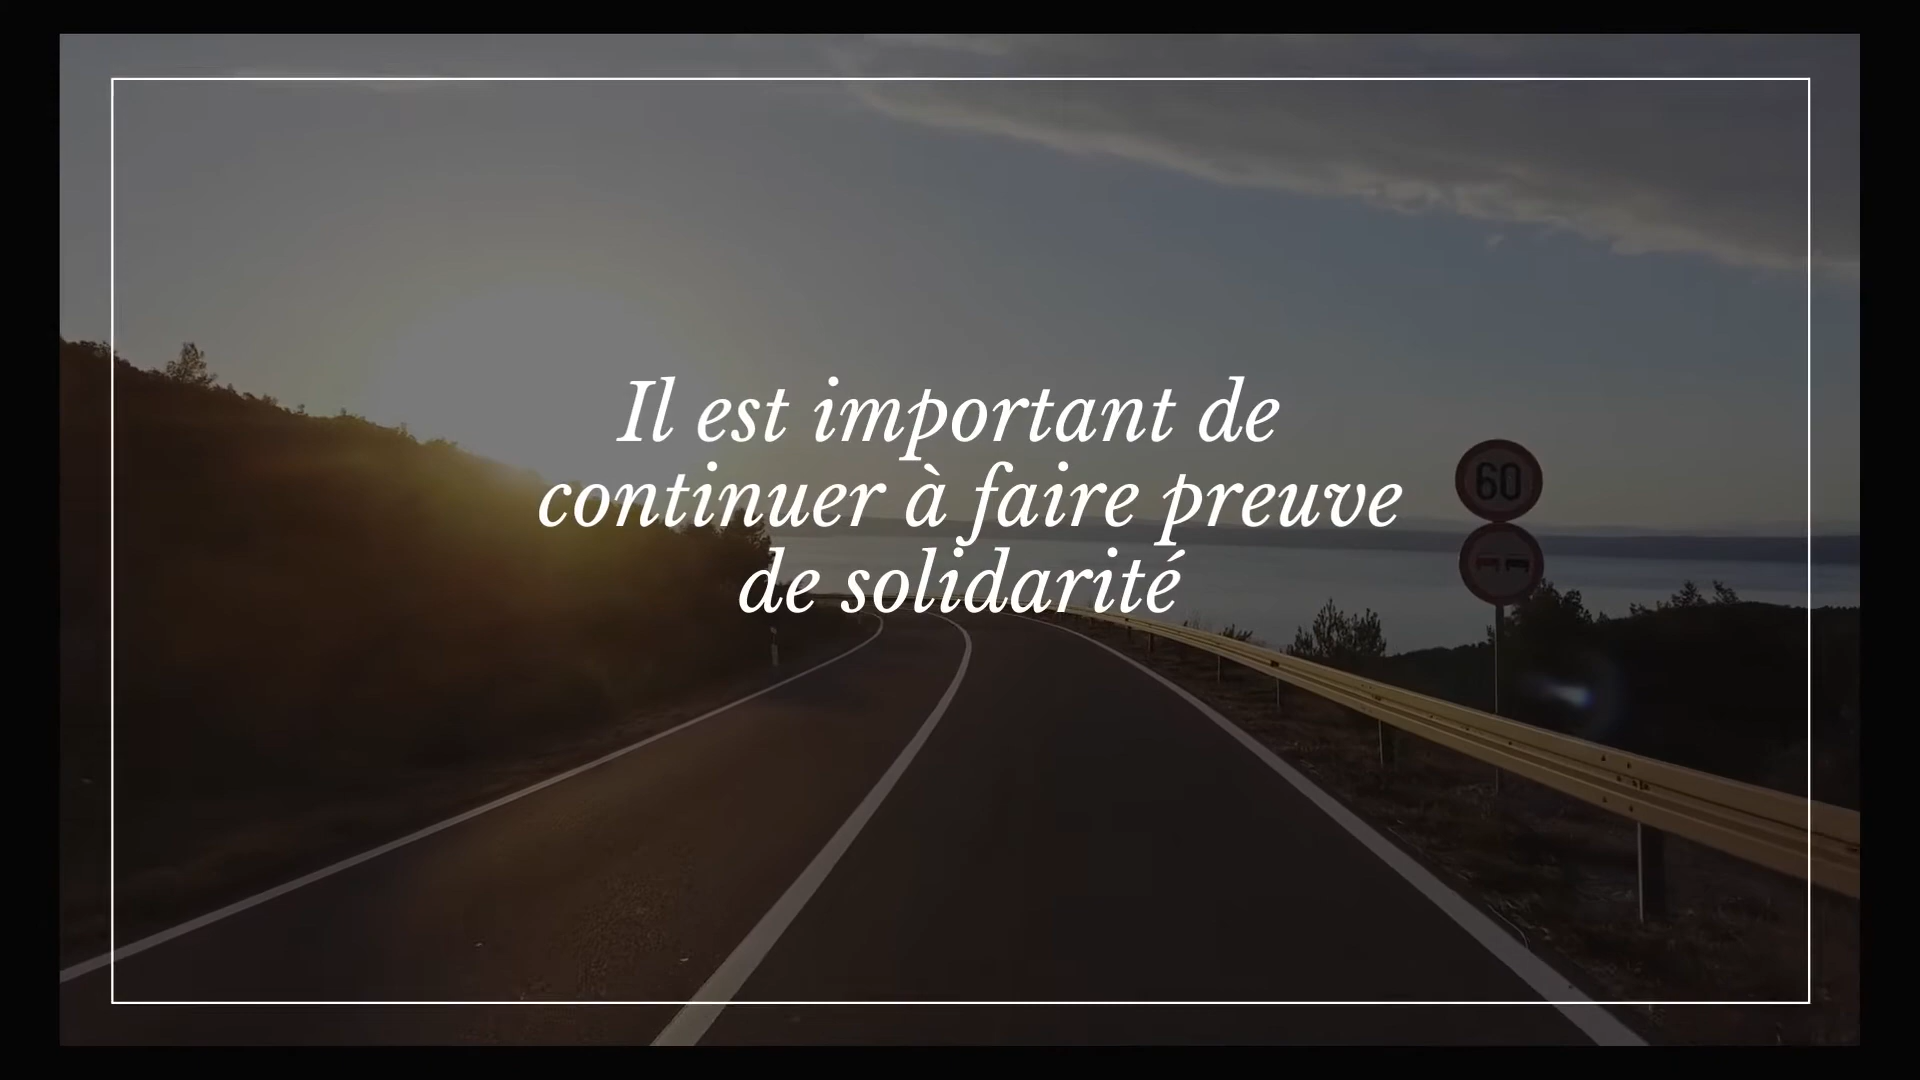 Il est important de
continuer à faire preuve
de solidarité
60